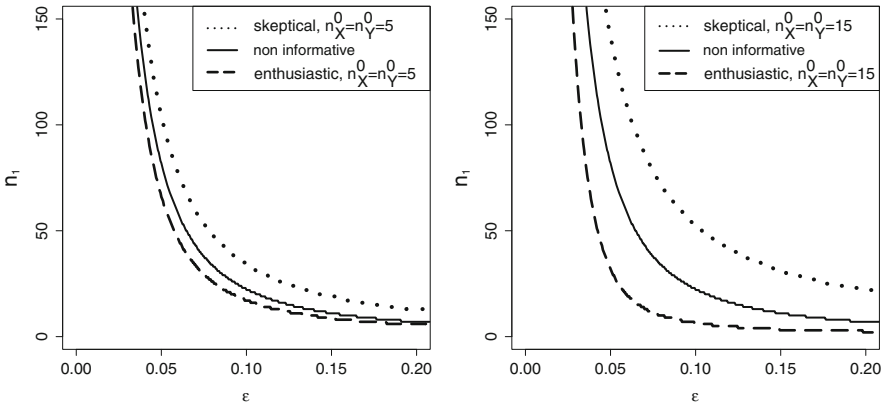 150
100
50
0
n₁
skeptical, n⁰X=n⁰Y=5
non informative
enthusiastic, n⁰X=n⁰Y=5
0.00 0.05 0.10 0.15 0.20
ε
150
100
50
0
n₁
skeptical, n⁰X=n⁰Y=15
non informative
enthusiastic, n⁰X=n⁰Y=15
0.00 0.05 0.10 0.15 0.20
ε